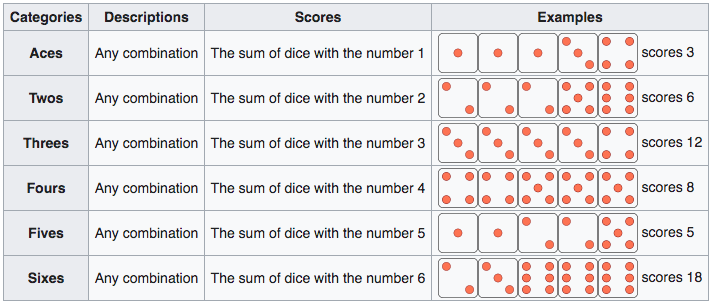 Categories Descriptions Scores Examples
Aces Any combination The sum of dice with the number 1 scores 3
Twos Any combination The sum of dice with the number 2 scores 6
Threes Any combination The sum of dice with the number 3 scores 12
Fours Any combination The sum of dice with the number 4 scores 8
Fives Any combination The sum of dice with the number 5 scores 5
Sixes Any combination The sum of dice with the number 6 scores 18